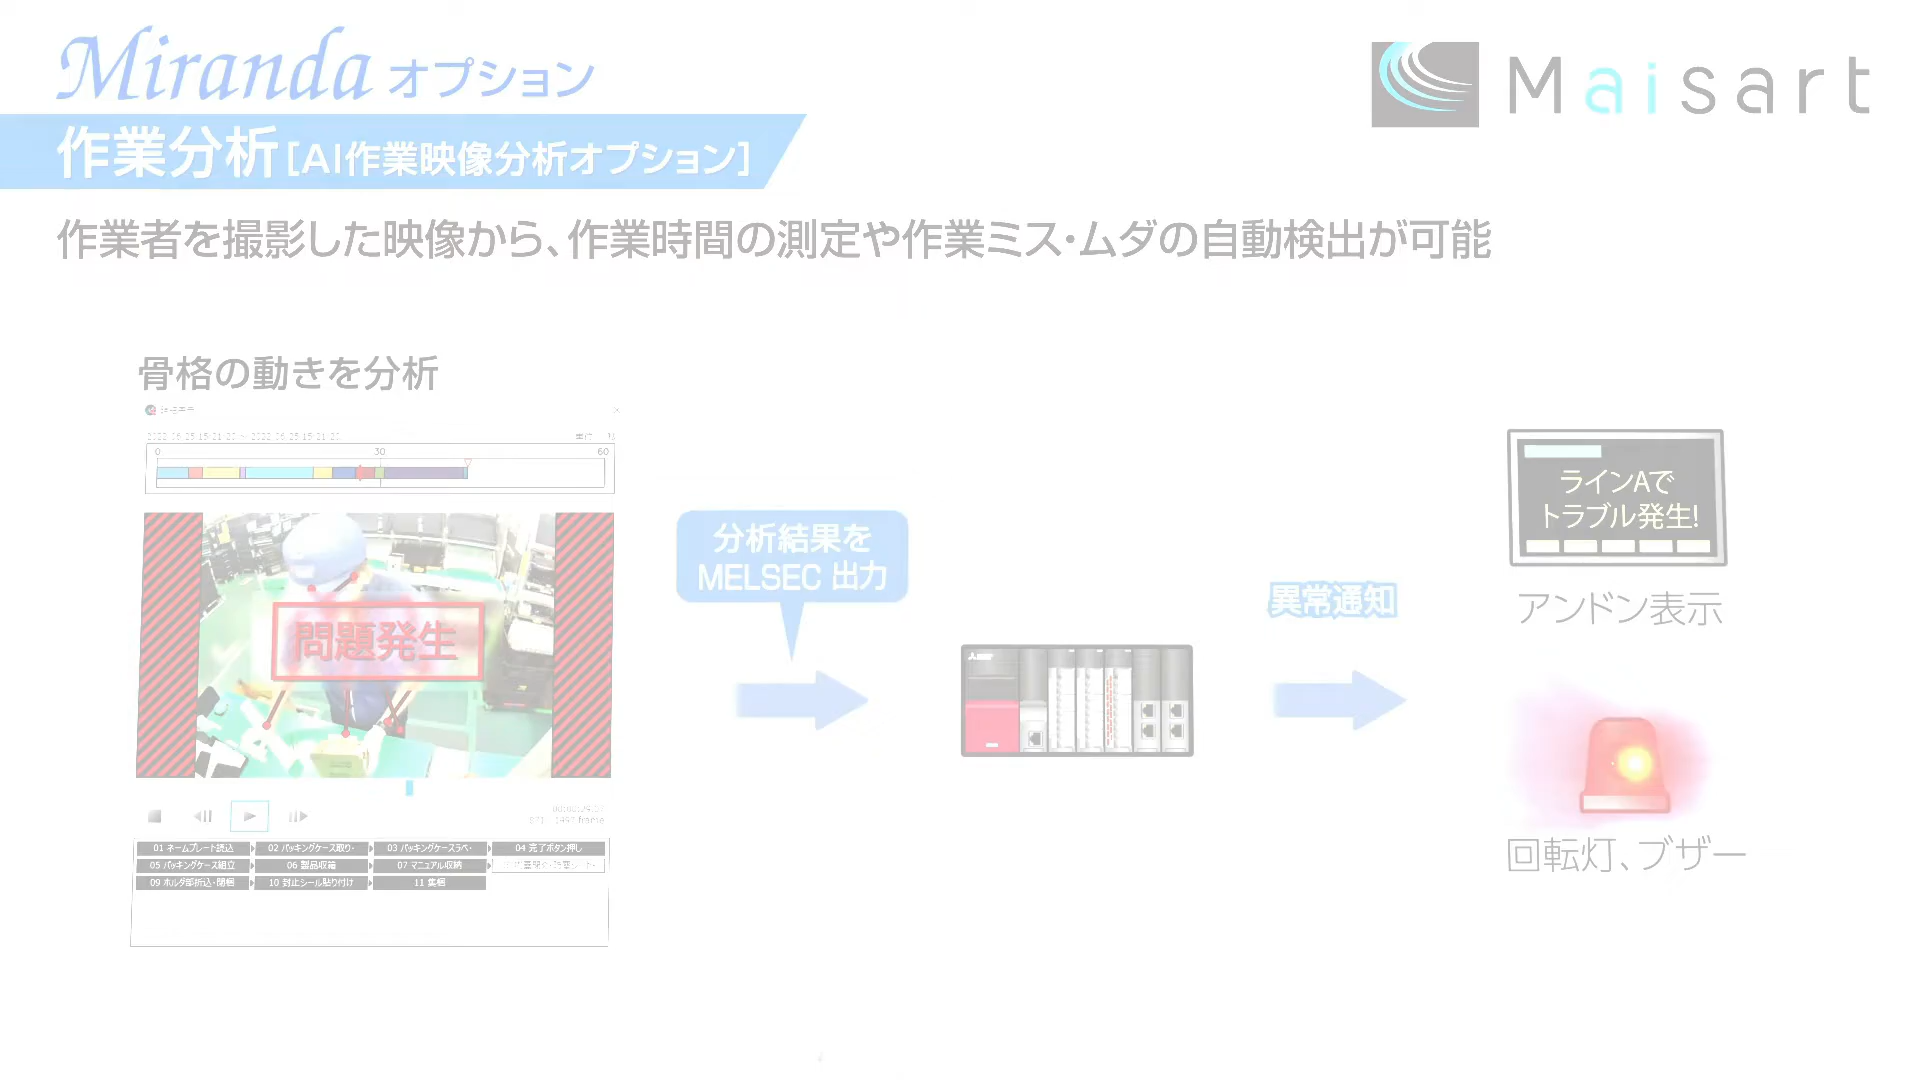 Miranda オプション
Maisart
作業分析[AI作業映像分析オプション]
作業者を撮影した映像から、作業時間の測定や作業ミス・ムダの自動検出が可能
骨格の動きを分析
0 30 60
問題発生
分析結果を
MELSEC 出力
異常通知
ラインAで
トラブル発生!
アンドン表示
回転灯、ブザー
01 ネームプレート読込 02 パッキングケース取り・ 03 パッキングケースラベ・ 04 完了ボタン押し
05 パッキングケース組立 06 製品収箱 07 マニュアル収納
09 ホルダ部折込・閉梱 10 封止シール貼り付け 11 集梱